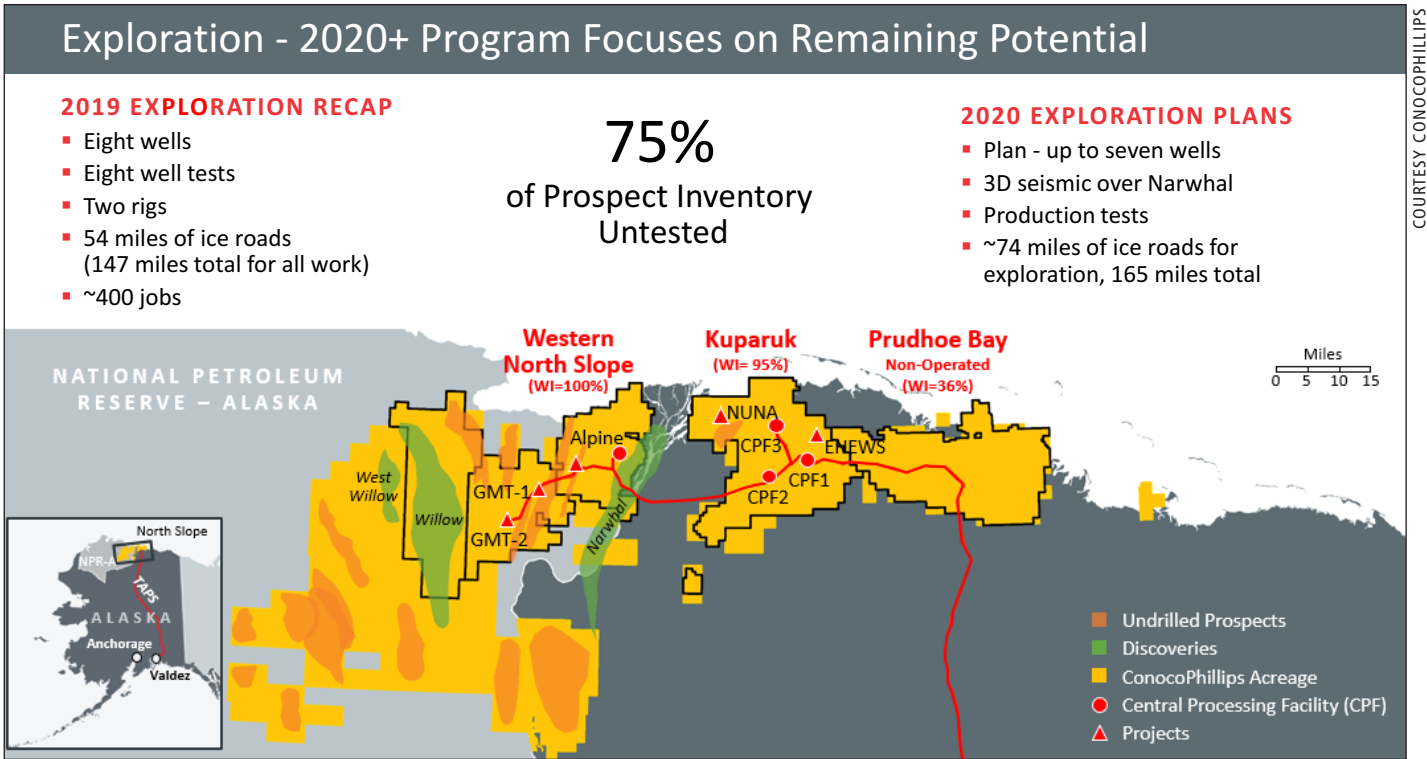 Exploration - 2020+ Program Focuses on Remaining Potential
COURTESY CONOCOPHILLIPS
2019 EXPLORATION RECAP
▪ Eight wells
▪ Eight well tests
▪ Two rigs
▪ 54 miles of ice roads
(147 miles total for all work)
▪ ~400 jobs
75%
of Prospect Inventory
Untested
2020 EXPLORATION PLANS
▪ Plan - up to seven wells
▪ 3D seismic over Narwhal
▪ Production tests
▪ ~74 miles of ice roads for
exploration, 165 miles total
NATIONAL PETROLEUM
RESERVE – ALASKA
Western
North Slope
(WI=100%)
Kuparuk
(WI= 95%)
Prudhoe Bay
Non-Operated
(WI=36%)
Miles
0 5 10 15
West
Willow
Willow
GMT-1
GMT-2
Alpine
Narwhal
NUNA
CPF3
ENEWS
CPF1
CPF2
North Slope
NPR-A
TAPS
ALASKA
Anchorage
Valdez
Undrilled Prospects
Discoveries
ConocoPhillips Acreage
Central Processing Facility (CPF)
Projects